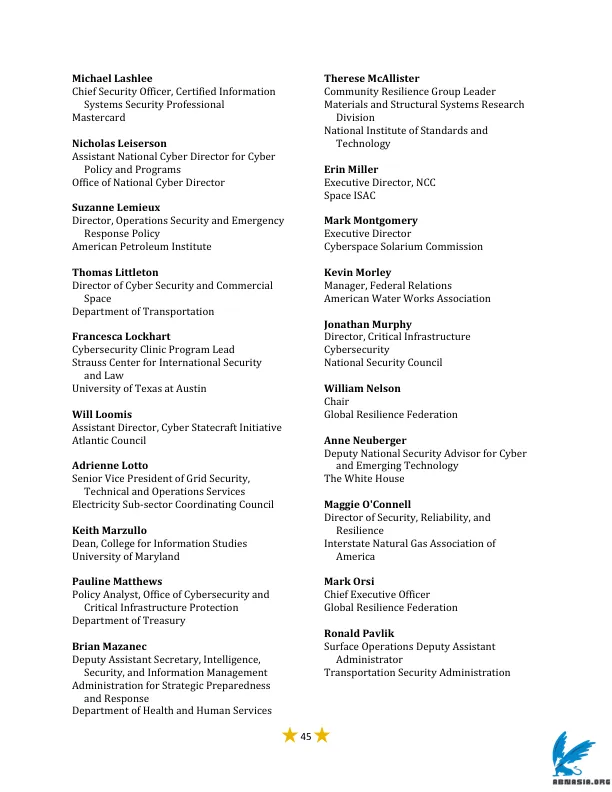 Michael Lashlee
Chief Security Officer, Certified Information
Systems Security Professional
Mastercard
Nicholas Leiserson
Assistant National Cyber Director for Cyber
Policy and Programs
Office of National Cyber Director
Suzanne Lemieux
Director, Operations Security and Emergency
Response Policy
American Petroleum Institute
Thomas Littleton
Director of Cyber Security and Commercial
Space
Department of Transportation
Francesca Lockhart
Cybersecurity Clinic Program Lead
Strauss Center for International Security
and Law
University of Texas at Austin
Will Loomis
Assistant Director, Cyber Statecraft Initiative
Atlantic Council
Adrienne Lotto
Senior Vice President of Grid Security,
Technical and Operations Services
Electricity Sub-sector Coordinating Council
Keith Marzullo
Dean, College for Information Studies
University of Maryland
Pauline Matthews
Policy Analyst, Office of Cybersecurity and
Critical Infrastructure Protection
Department of Treasury
Brian Mazanec
Deputy Assistant Secretary, Intelligence,
Security, and Information Management
Administration for Strategic Preparedness
and Response
Department of Health and Human Services
Therese McAllister
Community Resilience Group Leader
Materials and Structural Systems Research
Division
National Institute of Standards and
Technology
Erin Miller
Executive Director, NCC
Space ISAC
Mark Montgomery
Executive Director
Cyberspace Solarium Commission
Kevin Morley
Manager, Federal Relations
American Water Works Association
Jonathan Murphy
Director, Critical Infrastructure
Cybersecurity
National Security Council
William Nelson
Chair
Global Resilience Federation
Anne Neuberger
Deputy National Security Advisor for Cyber
and Emerging Technology
The White House
Maggie O'Connell
Director of Security, Reliability, and
Resilience
Interstate Natural Gas Association of
America
Mark Orsi
Chief Executive Officer
Global Resilience Federation
Ronald Pavlik
Surface Operations Deputy Assistant
Administrator
Transportation Security Administration
45
ABNASIA.ORG